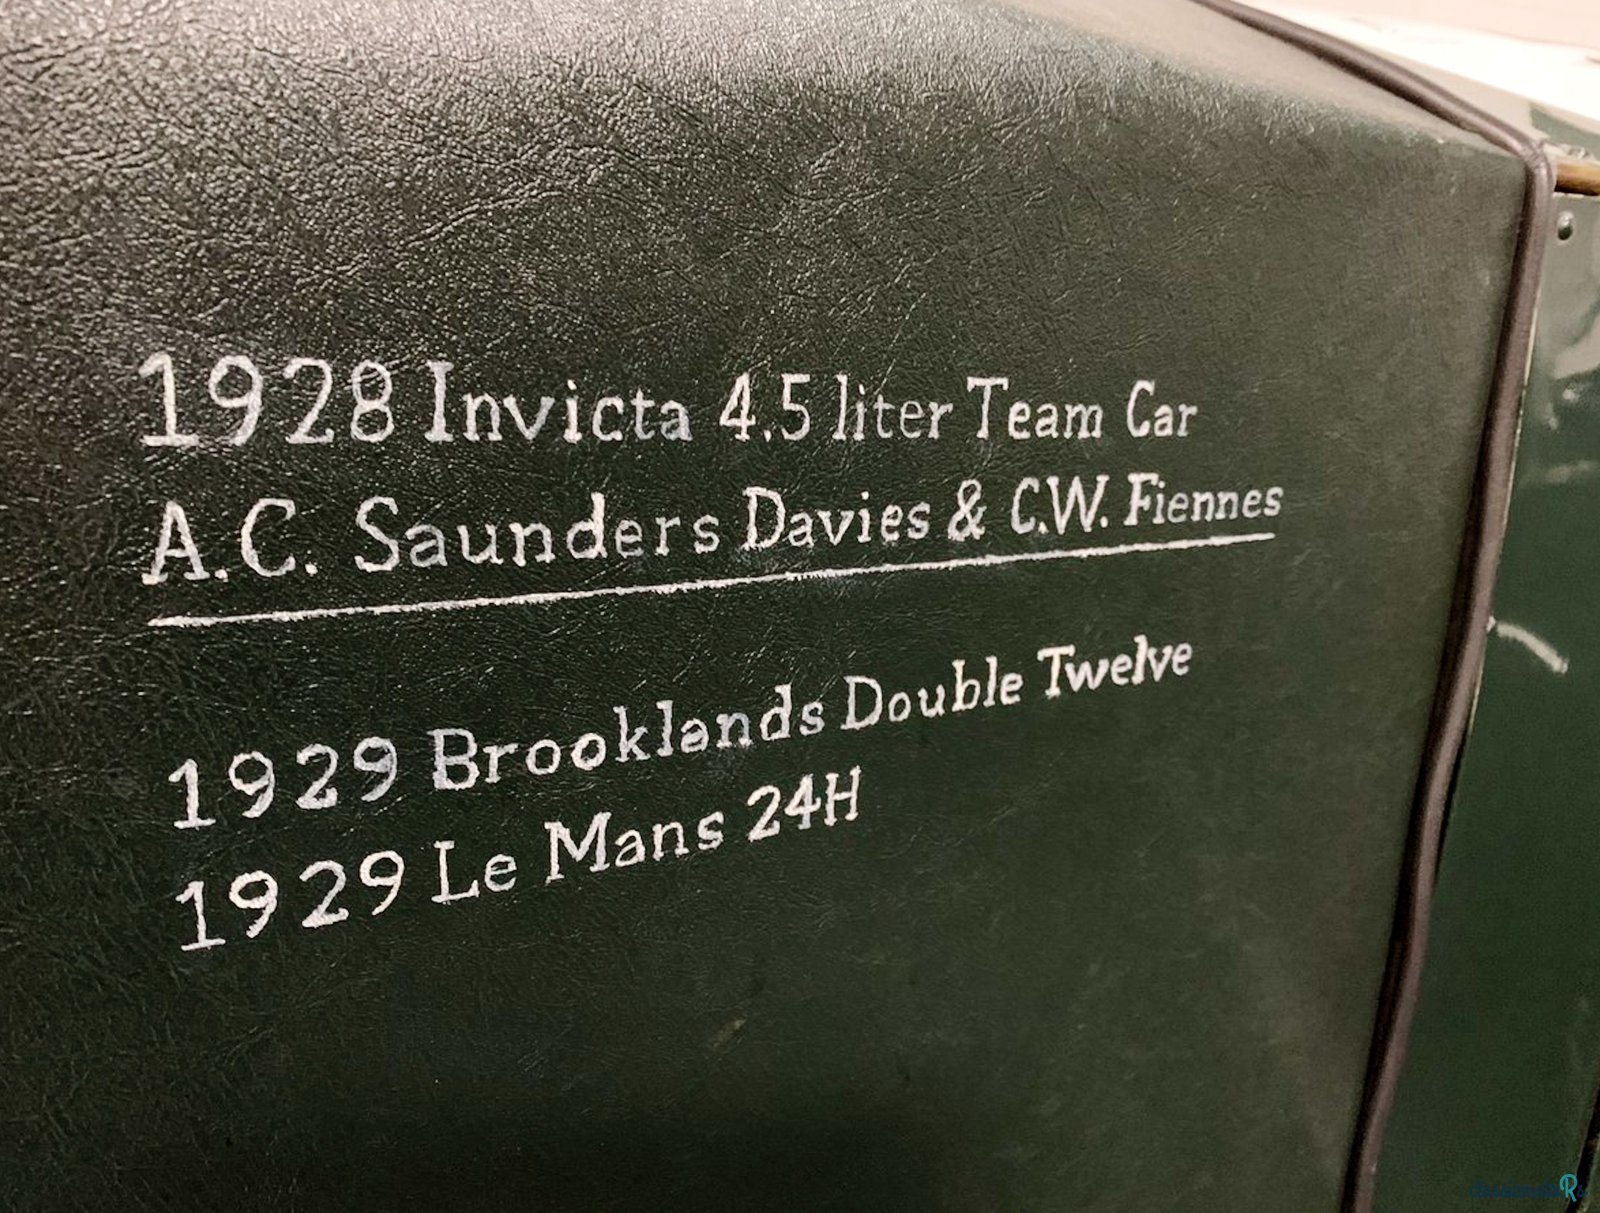 1928 Invicta 4.5 liter Team Car
A.C. Saunders Davies & C.W. Fiennes
1929 Brooklands Double Twelve
1929 Le Mans 24H